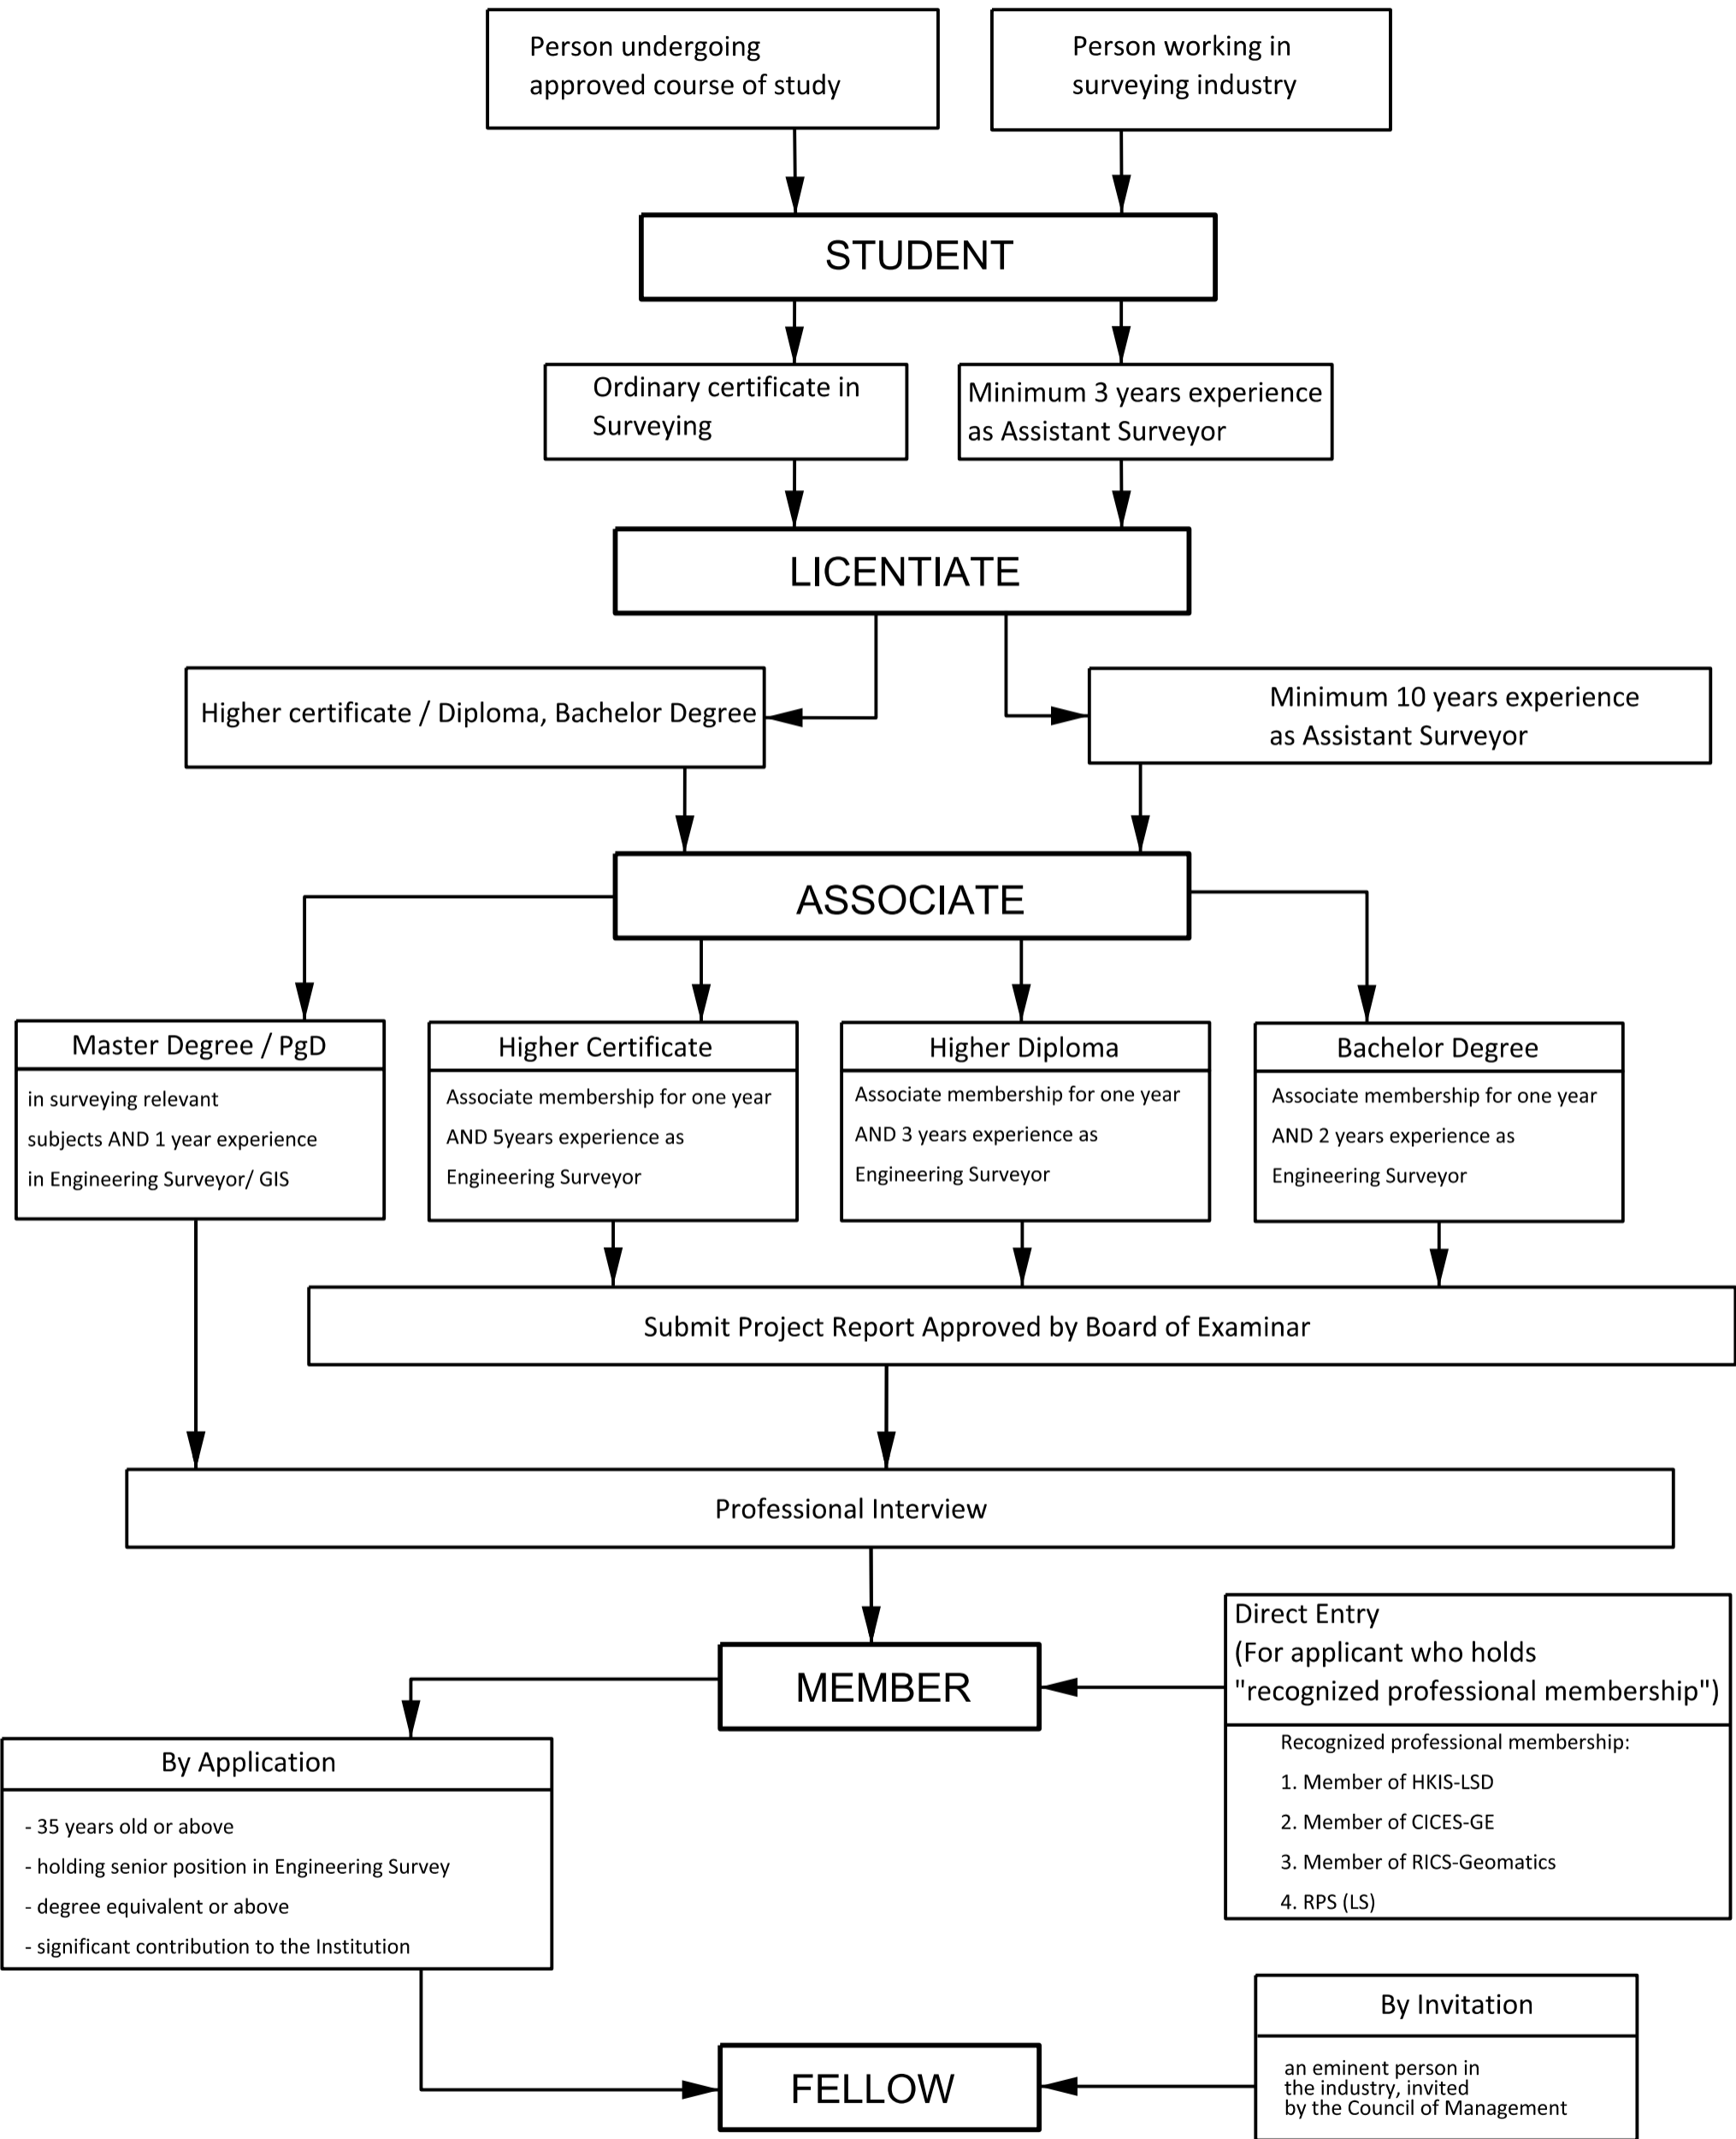 Person undergoing
approved course of study
Person working in
surveying industry
STUDENT
Ordinary certificate in
Surveying
Minimum 3 years experience
as Assistant Surveyor
LICENTIATE
Higher certificate / Diploma, Bachelor Degree
Minimum 10 years experience
as Assistant Surveyor
ASSOCIATE
Master Degree / PgD
in surveying relevant
subjects AND 1 year experience
in Engineering Surveyor/ GIS
Higher Certificate
Associate membership for one year
AND 5years experience as
Engineering Surveyor
Higher Diploma
Associate membership for one year
AND 3 years experience as
Engineering Surveyor
Bachelor Degree
Associate membership for one year
AND 2 years experience as
Engineering Surveyor
Submit Project Report Approved by Board of Examinar
Professional Interview
MEMBER
Direct Entry
(For applicant who holds
"recognized professional membership")
Recognized professional membership:
1. Member of HKIS-LSD
2. Member of CICES-GE
3. Member of RICS-Geomatics
4. RPS (LS)
By Application
- 35 years old or above
- holding senior position in Engineering Survey
- degree equivalent or above
- significant contribution to the Institution
FELLOW
By Invitation
an eminent person in
the industry, invited
by the Council of Management